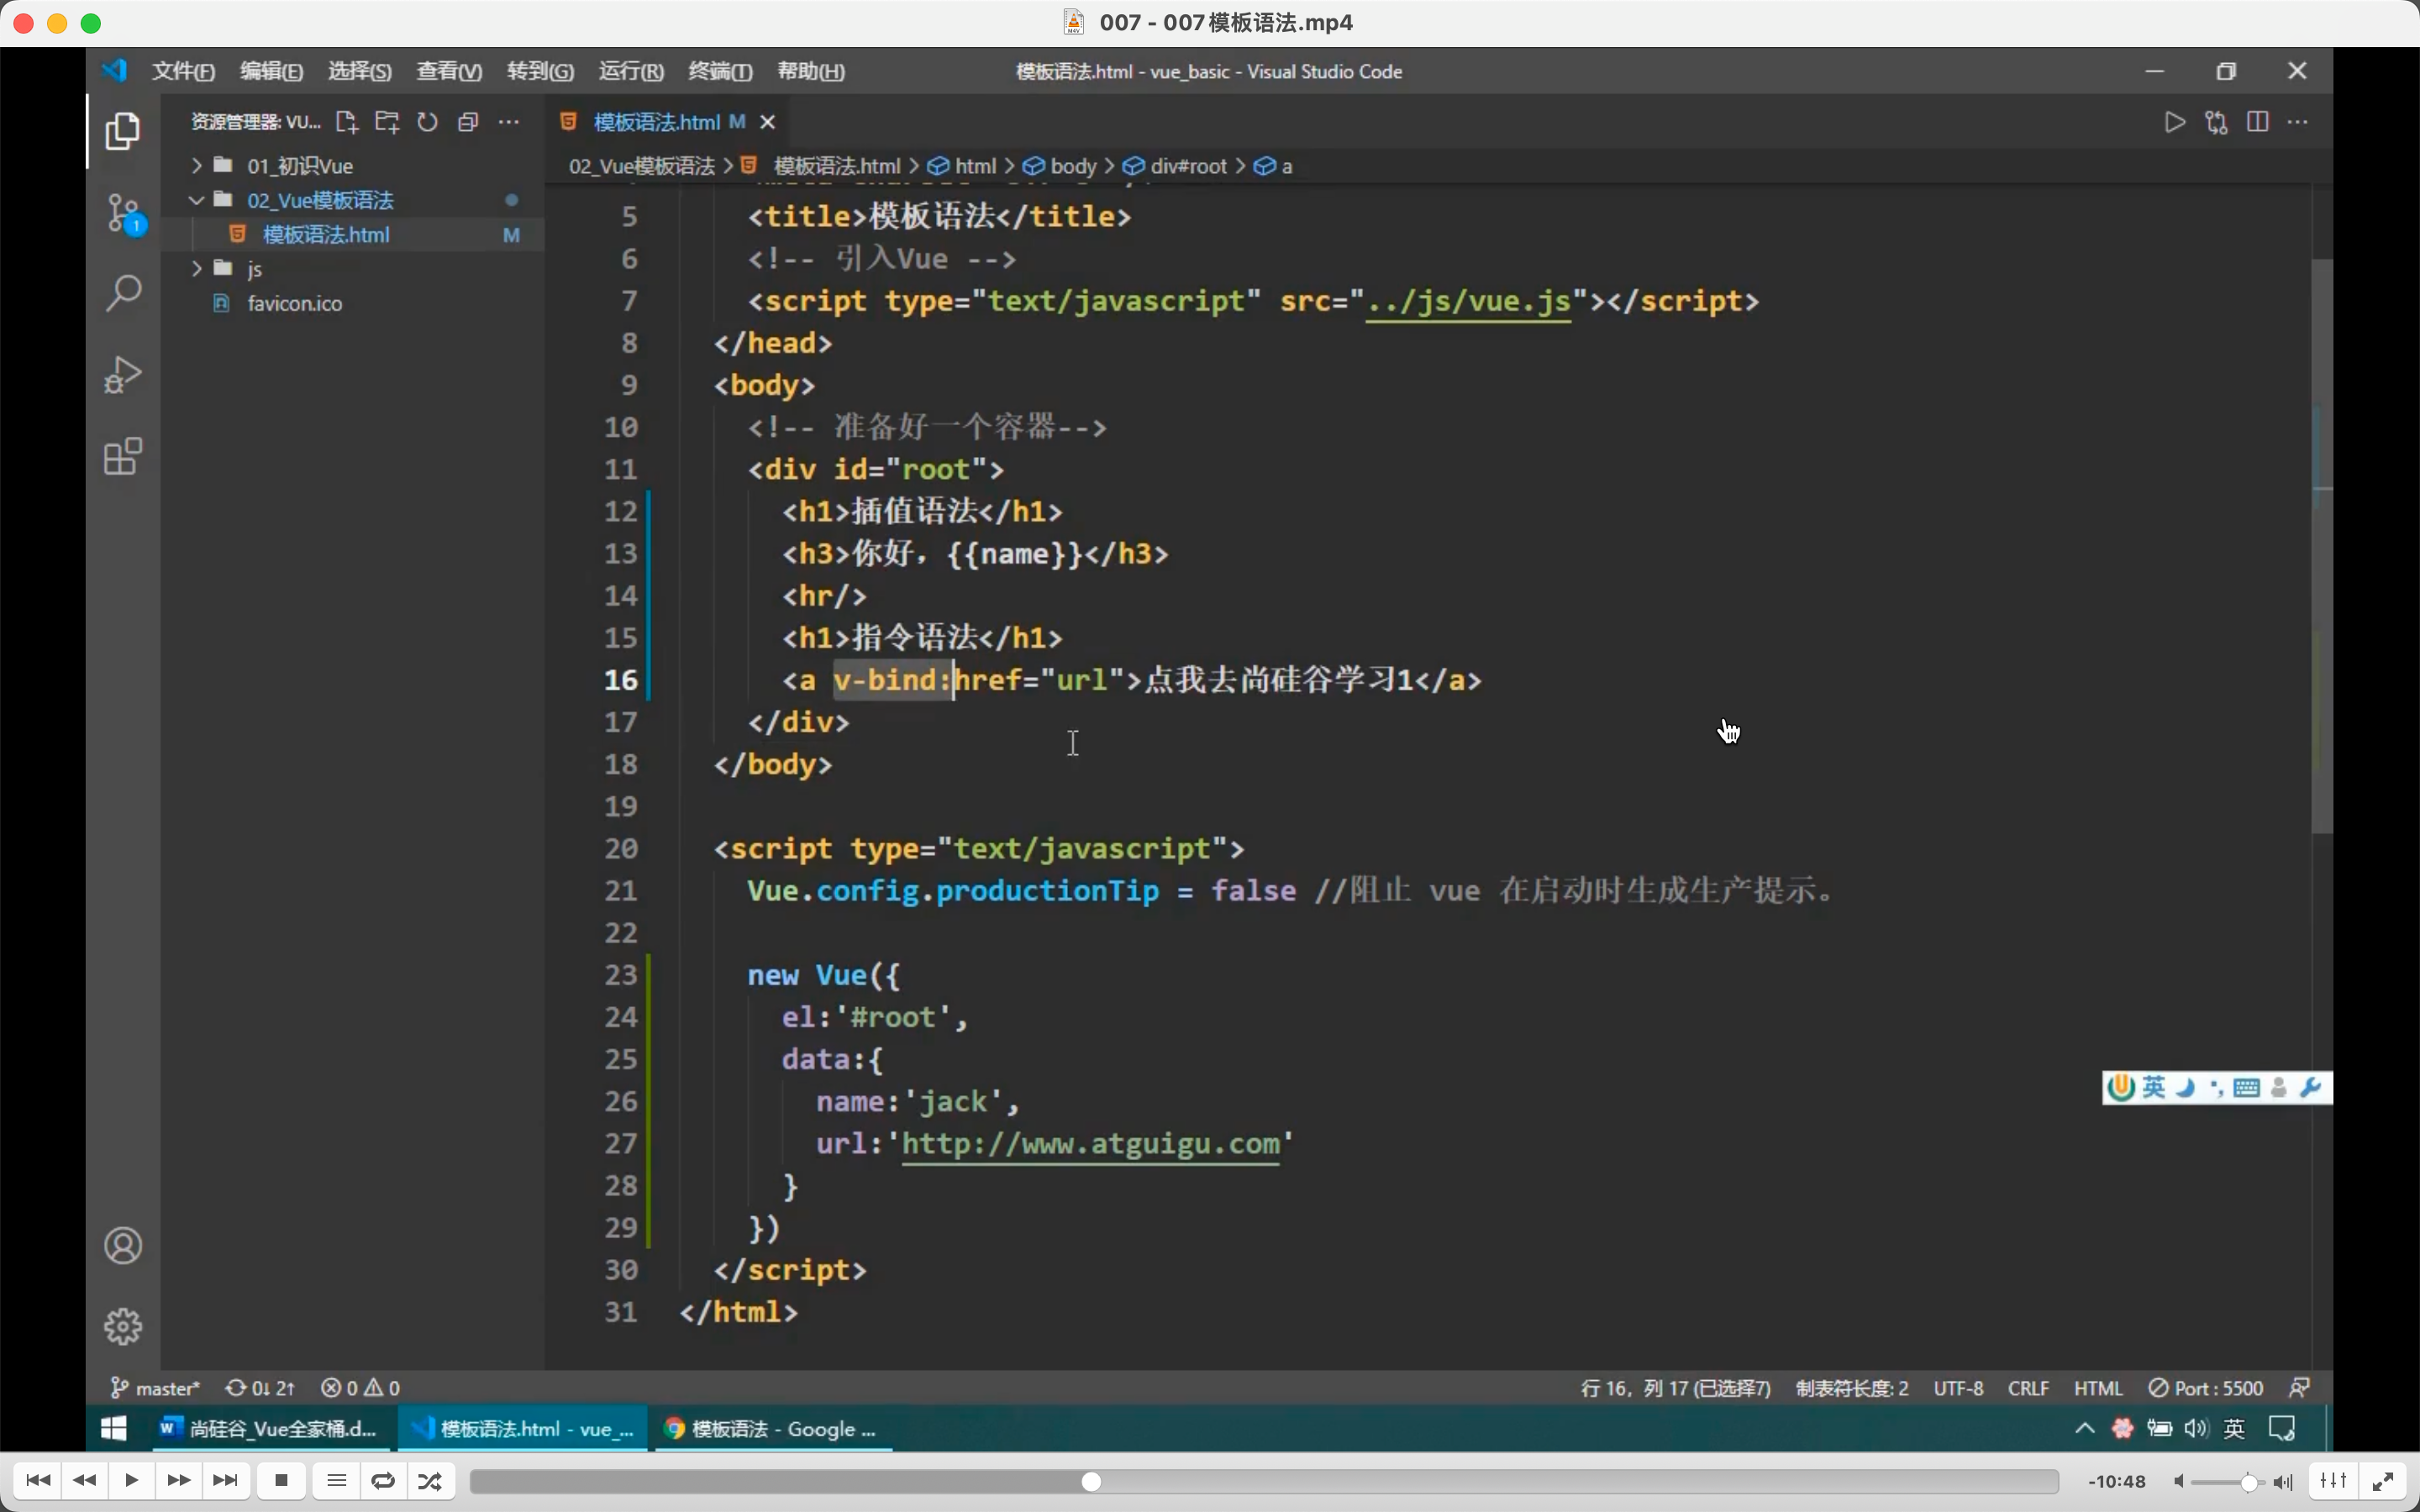 007 - 007模板语法.mp4
文件(F) 编辑(E) 选择(S) 查看(V) 转到(G) 运行(R) 终端(T) 帮助(H) 模板语法.html - vue_basic - Visual Studio Code
资源管理器: VU...
模板语法.html M
01_初识Vue
02_Vue模板语法
模板语法.html M
js
favicon.ico
02_Vue模板语法 > 模板语法.html > html > body > div#root > a
5 <title>模板语法</title>
6 <!-- 引入Vue -->
7 <script type="text/javascript" src="../js/vue.js"></script>
8 </head>
9 <body>
10 <!-- 准备好一个容器-->
11 <div id="root">
12 <h1>插值语法</h1>
13 <h3>你好，{{name}}</h3>
14 <hr/>
15 <h1>指令语法</h1>
16 <a v-bind:href="url">点我去尚硅谷学习1</a>
17 </div>
18 </body>
19
20 <script type="text/javascript">
21 Vue.config.productionTip = false //阻止 vue 在启动时生成生产提示。
22
23 new Vue({
24 el:'#root',
25 data:{
26 name:'jack',
27 url:'http://www.atguigu.com'
28 }
29 })
30 </script>
31 </html>
1
英
master* 0↓ 2↑ 0 0 行 16，列 17 (已选择7) 制表符长度: 2 UTF-8 CRLF HTML Port : 5500
尚硅谷_Vue全家桶.d... 模板语法.html - vue_... 模板语法 - Google ... 英
-10:48